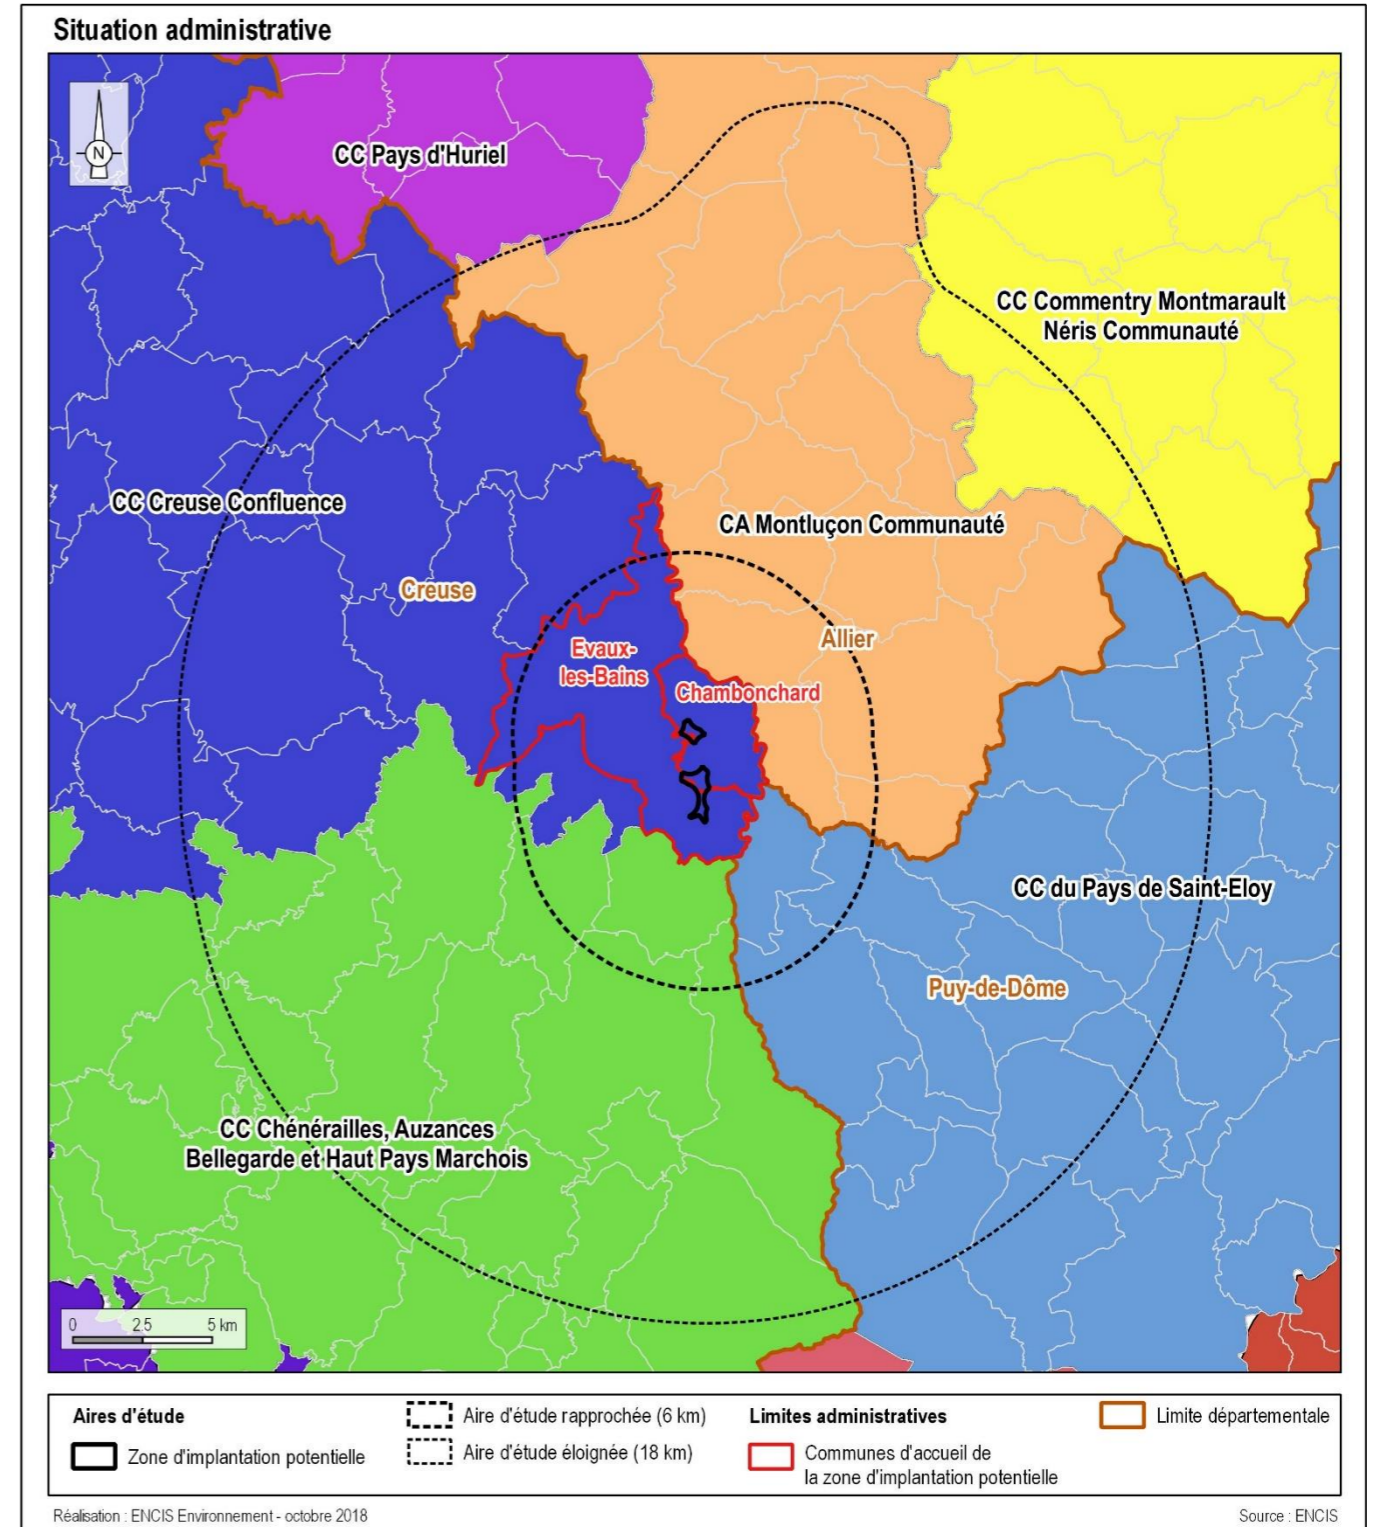 Situation administrative
N
CC Pays d'Huriel
CC Commentry Montmarault
Néris Communauté
CC Creuse Confluence
CA Montluçon Communauté
Creuse
Allier
Evaux-
les-Bains
Chambonchard
CC du Pays de Saint-Eloy
Puy-de-Dôme
CC Chénérailles, Auzances
Bellegarde et Haut Pays Marchois
0 2.5 5 km
Aires d'étude
Zone d'implantation potentielle
Aire d'étude rapprochée (6 km)
Aire d'étude éloignée (18 km)
Limites administratives
Communes d'accueil de
la zone d'implantation potentielle
Limite départementale
Réalisation : ENCIS Environnement - octobre 2018
Source : ENCIS